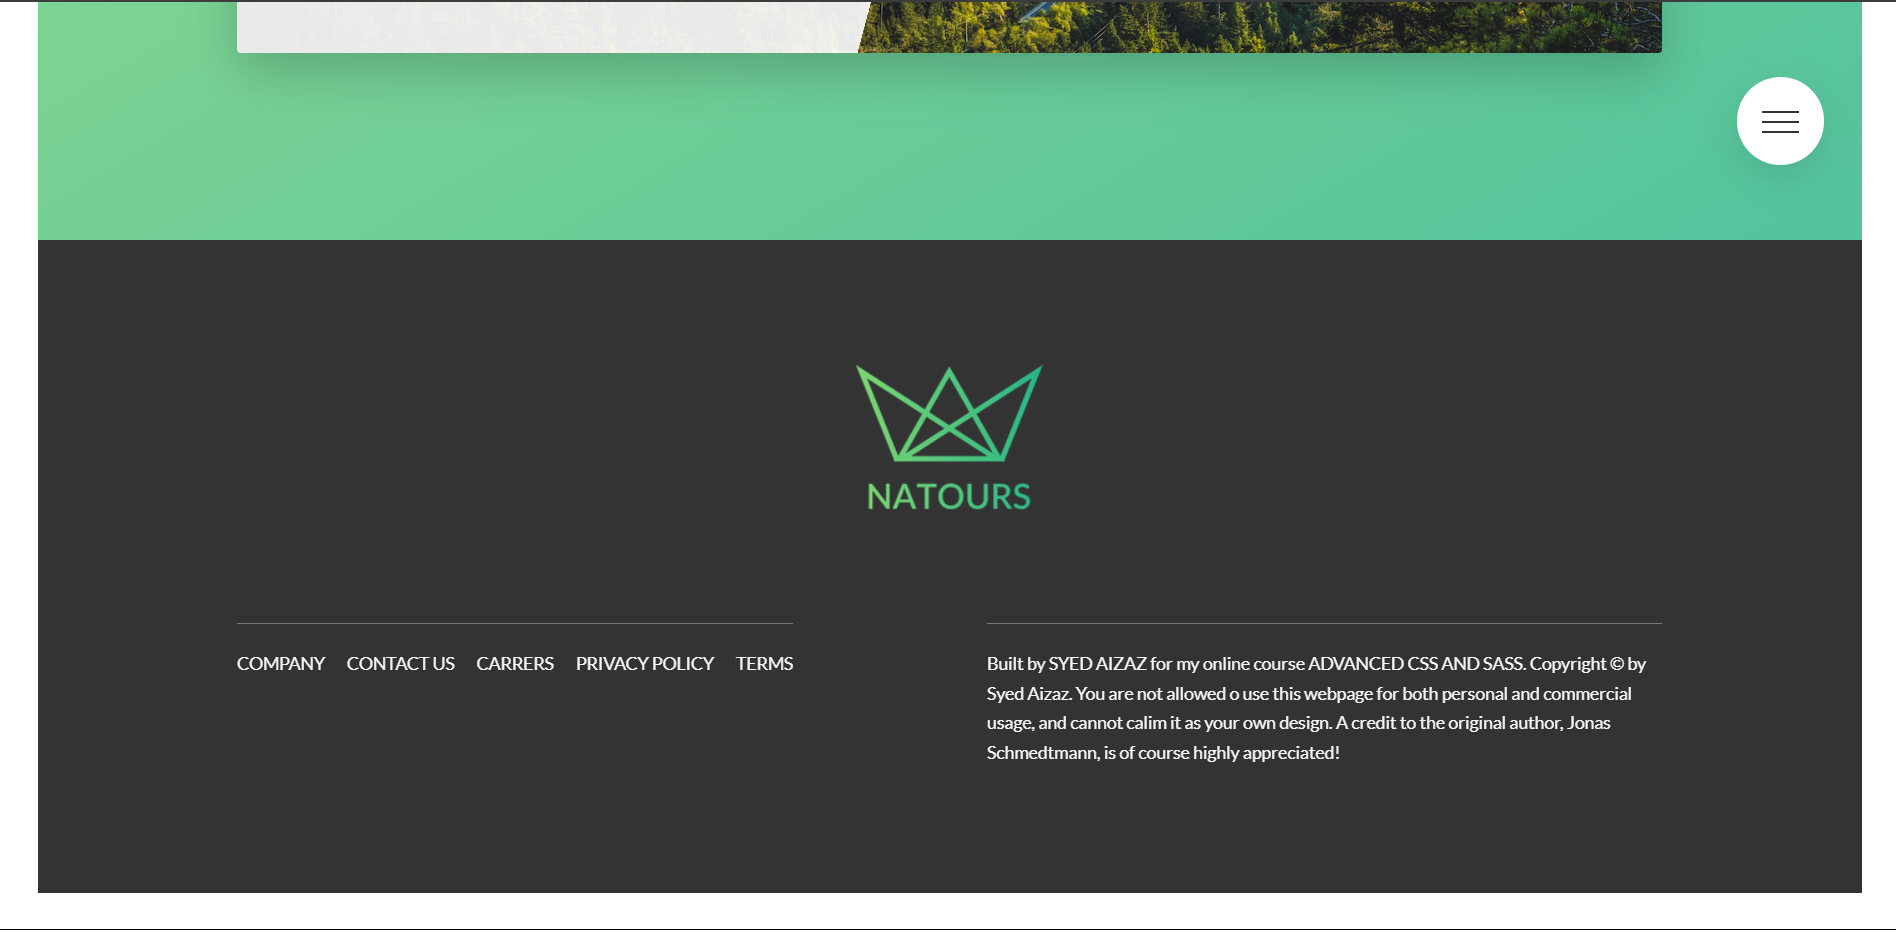 NATOURS
COMPANY CONTACT US CARRERS PRIVACY POLICY TERMS
Built by SYED AIZAZ for my online course ADVANCED CSS AND SASS. Copyright © by
Syed Aizaz. You are not allowed o use this webpage for both personal and commercial
usage, and cannot calim it as your own design. A credit to the original author, Jonas
Schmedtmann, is of course highly appreciated!